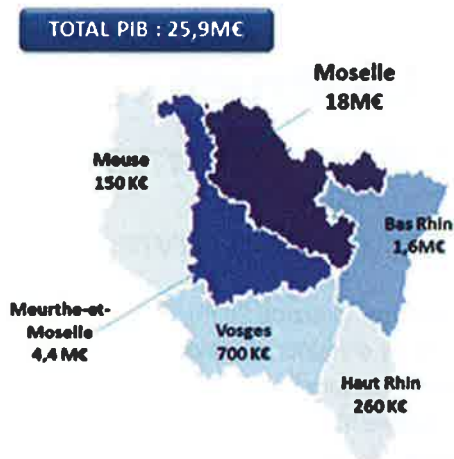 TOTAL PIB : 25,9M€
Moselle
18M€
Meuse
150 K€
Bas Rhin
1,6M€
Meurthe-et-
Moselle
4,4 M€
Vosges
700 K€
Haut Rhin
260 K€